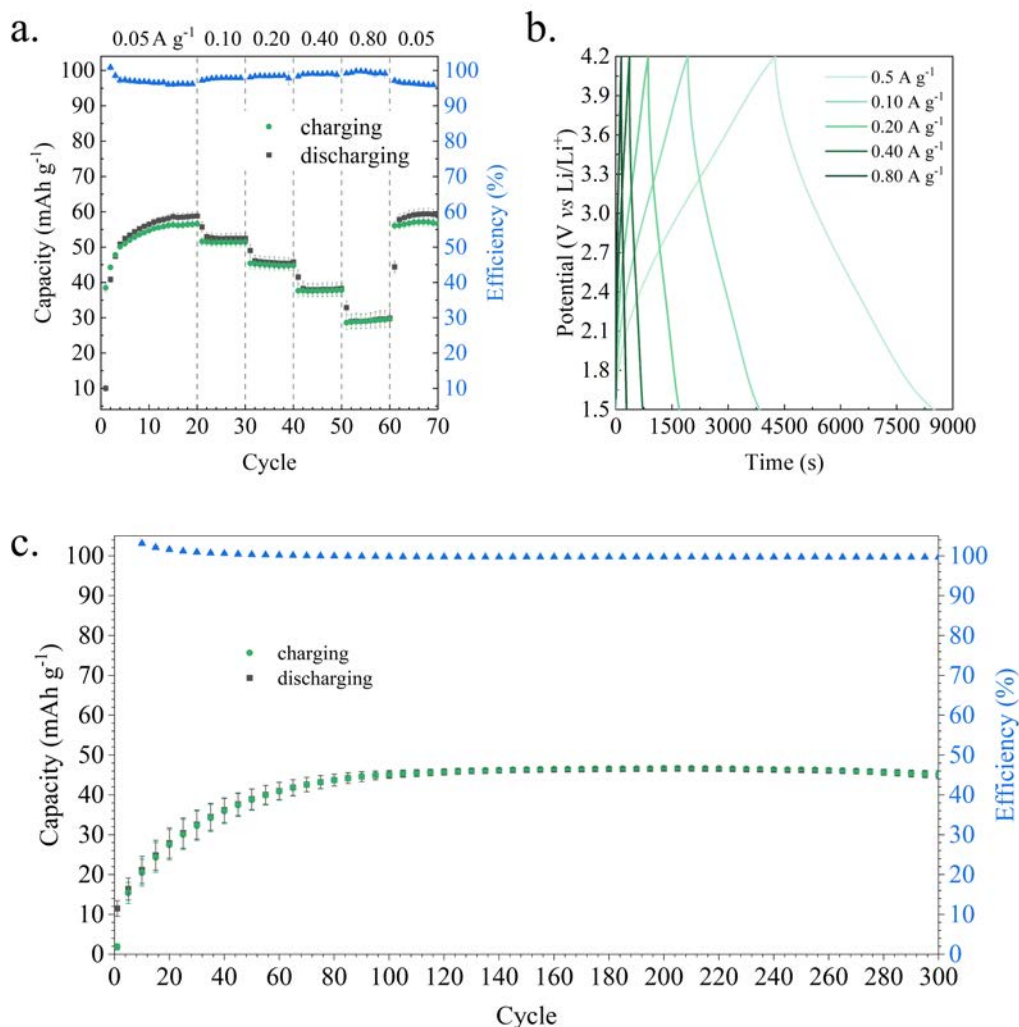 a.
0.05 A g⁻¹ 0.10 0.20 0.40 0.80 0.05
100
90
80
70
60
50
40
30
20
10
Capacity (mAh g⁻¹)
charging
discharging
100
90
80
70
60
50
40
30
20
10
Efficiency (%)
0 10 20 30 40 50 60 70
Cycle
b.
4.2
3.9
3.6
3.3
3.0
2.7
2.4
2.1
1.8
1.5
Potential (V vs Li/Li⁺)
0.5 A g⁻¹
0.10 A g⁻¹
0.20 A g⁻¹
0.40 A g⁻¹
0.80 A g⁻¹
0 1500 3000 4500 6000 7500 9000
Time (s)
c.
100
90
80
70
60
50
40
30
20
10
0
Capacity (mAh g⁻¹)
charging
discharging
100
90
80
70
60
50
40
30
20
10
0
Efficiency (%)
0 20 40 60 80 100 120 140 160 180 200 220 240 260 280 300
Cycle